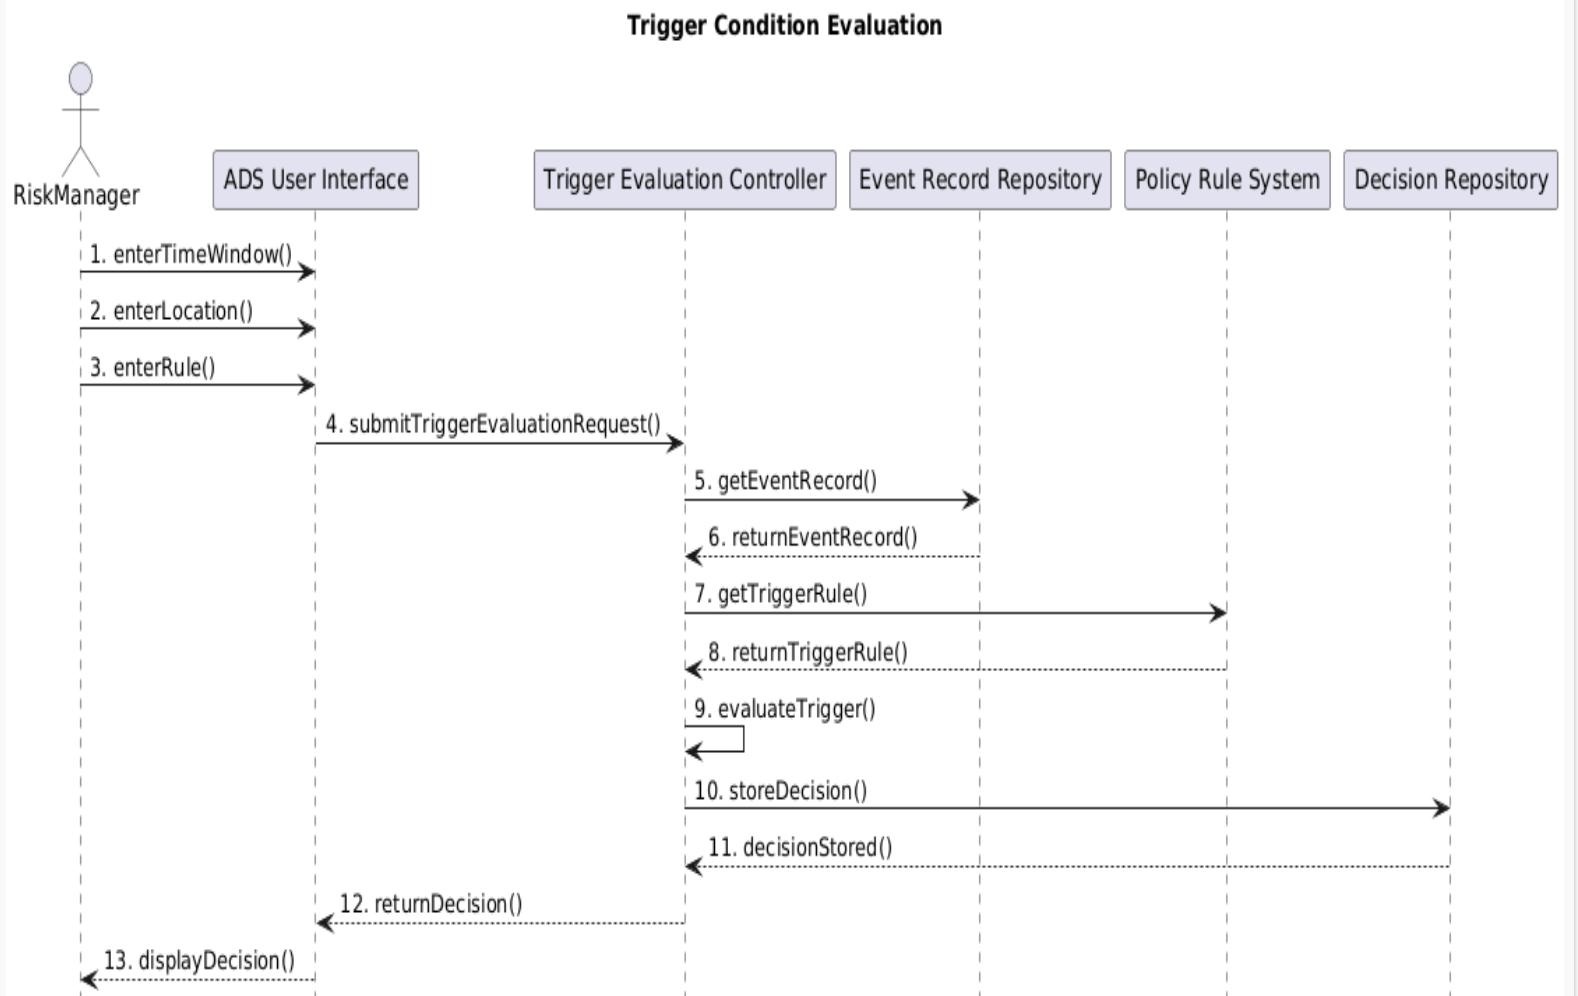 Trigger Condition Evaluation
RiskManager
ADS User Interface
Trigger Evaluation Controller
Event Record Repository
Policy Rule System
Decision Repository
1. enterTimeWindow()
2. enterLocation()
3. enterRule()
4. submitTriggerEvaluationRequest()
5. getEventRecord()
6. returnEventRecord()
7. getTriggerRule()
8. returnTriggerRule()
9. evaluateTrigger()
10. storeDecision()
11. decisionStored()
12. returnDecision()
13. displayDecision()